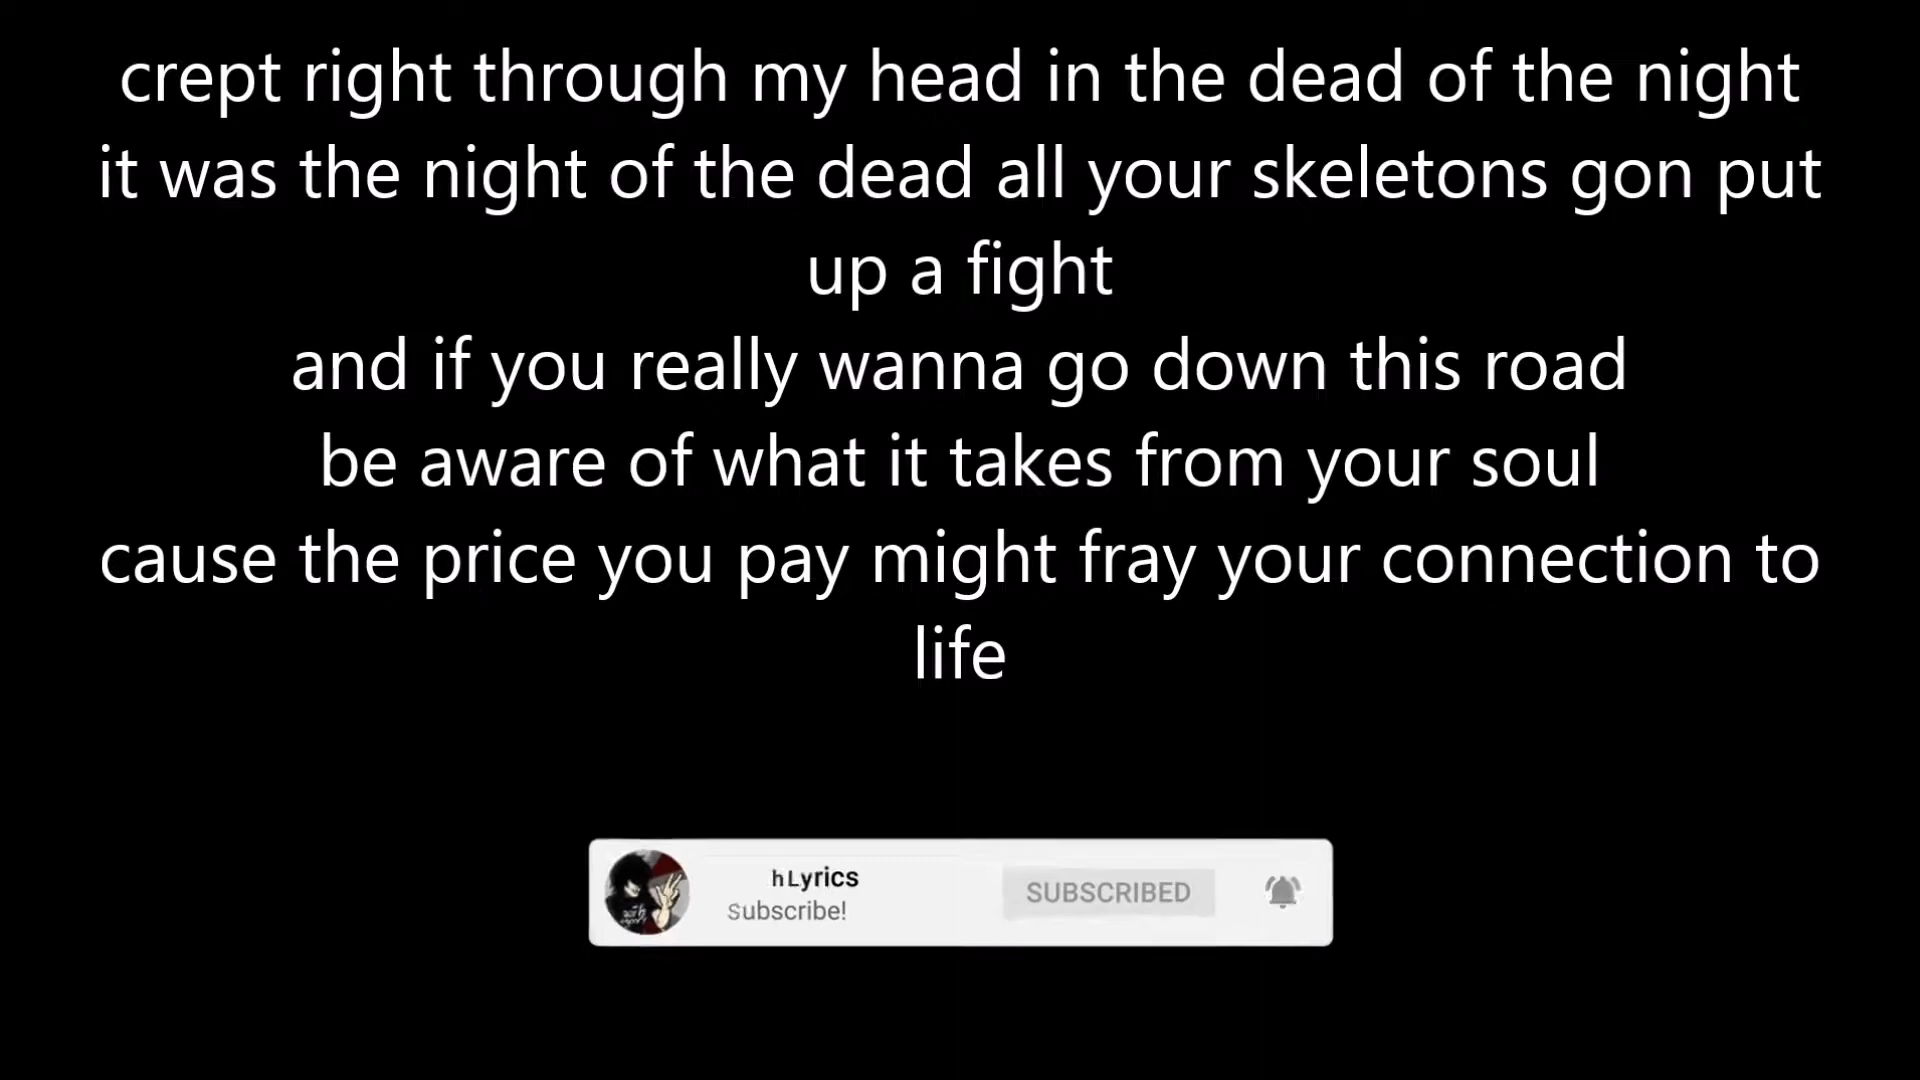 crept right through my head in the dead of the night
it was the night of the dead all your skeletons gon put
up a fight
and if you really wanna go down this road
be aware of what it takes from your soul
cause the price you pay might fray your connection to
life
hLyrics
Subscribe!
SUBSCRIBED